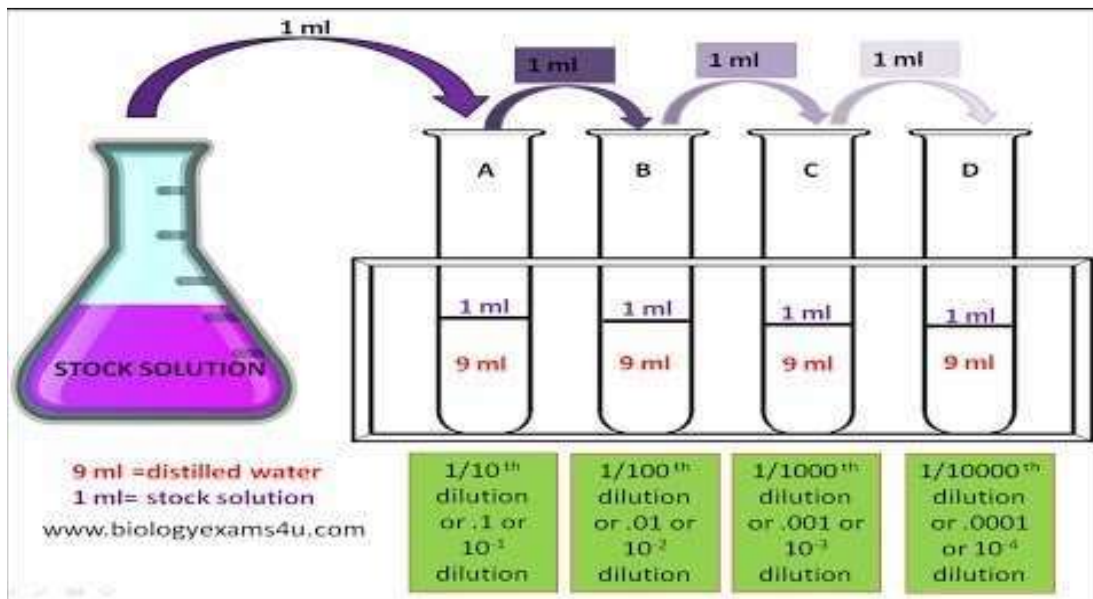 1 ml
1 ml
1 ml
1 ml
A
B
C
D
1 ml
1 ml
1 ml
1 ml
STOCK SOLUTION
9 ml
9 ml
9 ml
9 ml
9 ml =distilled water
1 ml= stock solution
www.biologyexams4u.com
1/10th
dilution
or .1 or
10-1
dilution
1/100th
dilution
or .01 or
10-2
dilution
1/1000th
dilution
or .001 or
10-3
dilution
1/10000th
dilution
or .0001
or 10-4
dilution